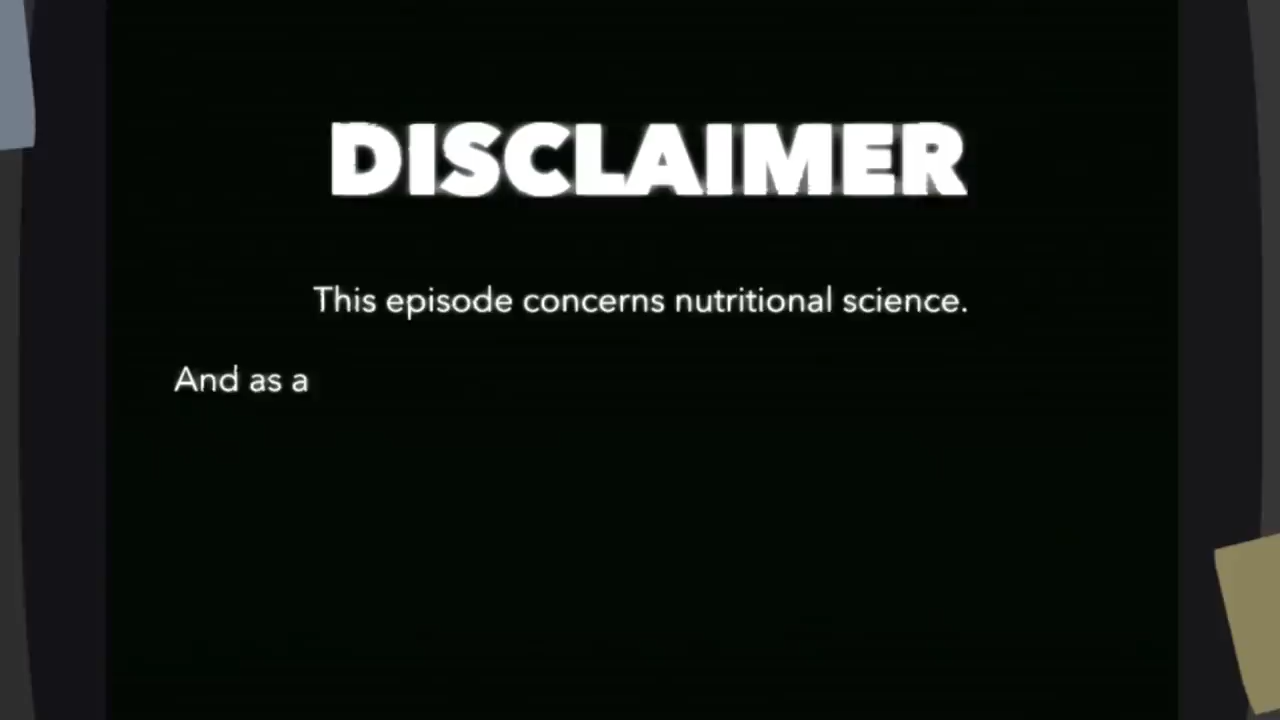 DISCLAIMER
This episode concerns nutritional science.
And as a